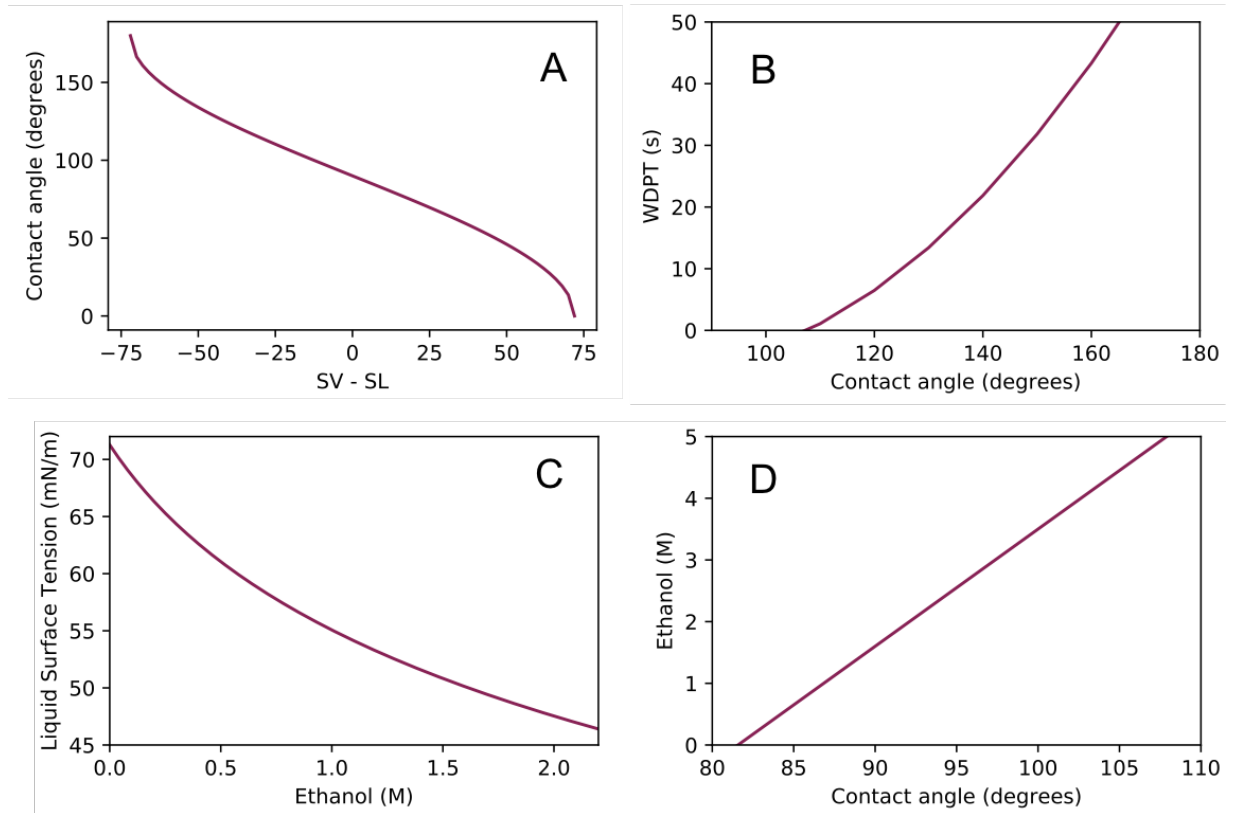 A
Contact angle (degrees)
150
100
50
0
−75 −50 −25 0 25 50 75
SV - SL
B
WDPT (s)
50
40
30
20
10
0
100 120 140 160 180
Contact angle (degrees)
C
Liquid Surface Tension (mN/m)
70
65
60
55
50
45
0.0 0.5 1.0 1.5 2.0
Ethanol (M)
D
Ethanol (M)
5
4
3
2
1
0
80 85 90 95 100 105 110
Contact angle (degrees)